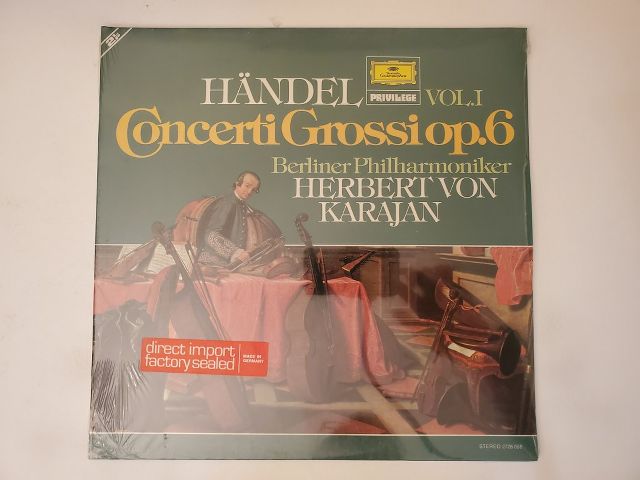 HÄNDEL
PRIVILEGE
VOL.I
Concerti Grossi op.6
Berliner Philharmoniker
HERBERT VON
KARAJAN
direct import
factory sealed
MADE IN
GERMANY